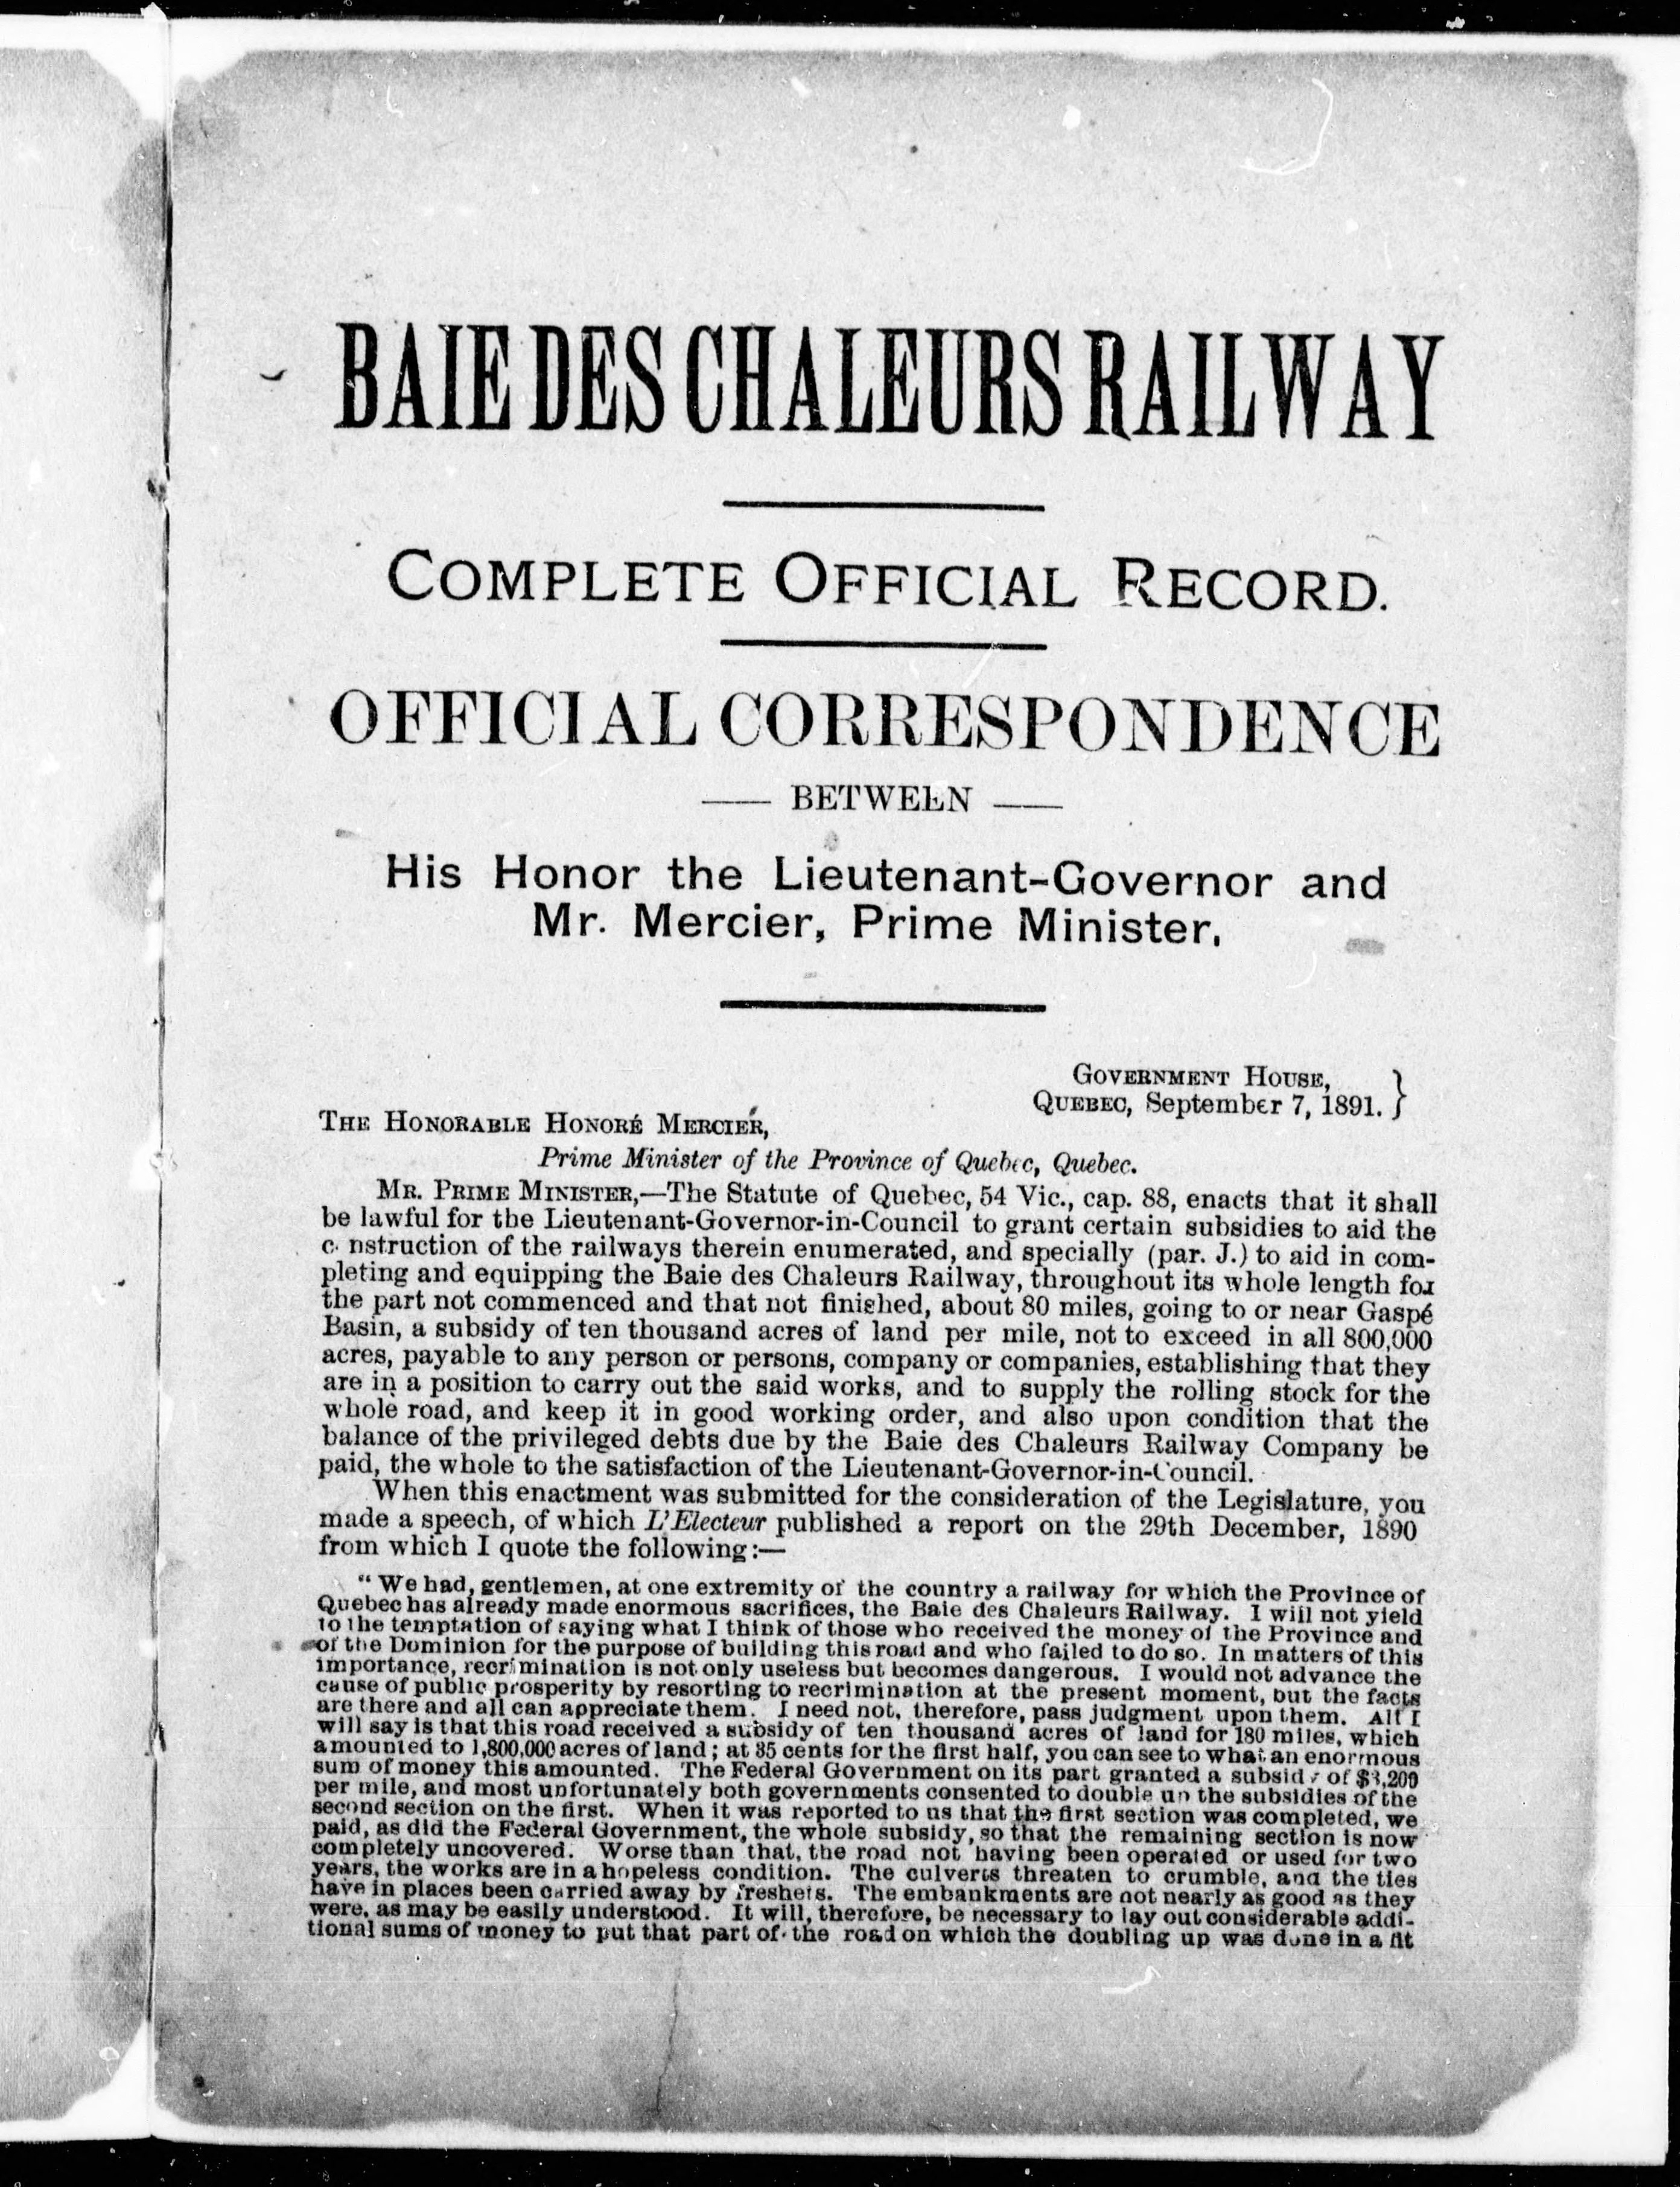 BAIE DES CHALEURS RAILWAY
COMPLETE OFFICIAL RECORD.
OFFICIAL CORRESPONDENCE
—— BETWEEN ——
His Honor the Lieutenant-Governor and
Mr. Mercier, Prime Minister.
GOVERNMENT HOUSE,
QUEBEC, September 7, 1891.
THE HONORABLE HONORÉ MERCIER,
Prime Minister of the Province of Quebec, Quebec.
MR. PRIME MINISTER,—The Statute of Quebec, 54 Vic., cap. 88, enacts that it shall
be lawful for the Lieutenant-Governor-in-Council to grant certain subsidies to aid the
c nstruction of the railways therein enumerated, and specially (par. J.) to aid in com-
pleting and equipping the Baie des Chaleurs Railway, throughout its whole length for
the part not commenced and that not finished, about 80 miles, going to or near Gaspé
Basin, a subsidy of ten thousand acres of land per mile, not to exceed in all 800,000
acres, payable to any person or persons, company or companies, establishing that they
are in a position to carry out the said works, and to supply the rolling stock for the
whole road, and keep it in good working order, and also upon condition that the
balance of the privileged debts due by the Baie des Chaleurs Railway Company be
paid, the whole to the satisfaction of the Lieutenant-Governor-in-Council.
When this enactment was submitted for the consideration of the Legislature, you
made a speech, of which L'Electeur published a report on the 29th December, 1890
from which I quote the following:—
"We had, gentlemen, at one extremity of the country a railway for which the Province of
Quebec has already made enormous sacrifices, the Baie des Chaleurs Railway. I will not yield
to the temptation of saying what I think of those who received the money of the Province and
of the Dominion for the purpose of building this road and who failed to do so. In matters of this
importance, recrimination is not only useless but becomes dangerous. I would not advance the
cause of public prosperity by resorting to recrimination at the present moment, but the facts
are there and all can appreciate them. I need not, therefore, pass judgment upon them. All I
will say is that this road received a subsidy of ten thousand acres of land for 180 miles, which
amounted to 1,800,000 acres of land; at 35 cents for the first half, you can see to what an enormous
sum of money this amounted. The Federal Government on its part granted a subsidy of $3,200
per mile, and most unfortunately both governments consented to double up the subsidies of the
second section on the first. When it was reported to us that the first section was completed, we
paid, as did the Federal Government, the whole subsidy, so that the remaining section is now
completely uncovered. Worse than that, the road not having been operated or used for two
years, the works are in a hopeless condition. The culverts threaten to crumble, and the ties
have in places been carried away by freshets. The embankments are not nearly as good as they
were, as may be easily understood. It will, therefore, be necessary to lay out considerable addi-
tional sums of money to put that part of the road on which the doubling up was done in a fit